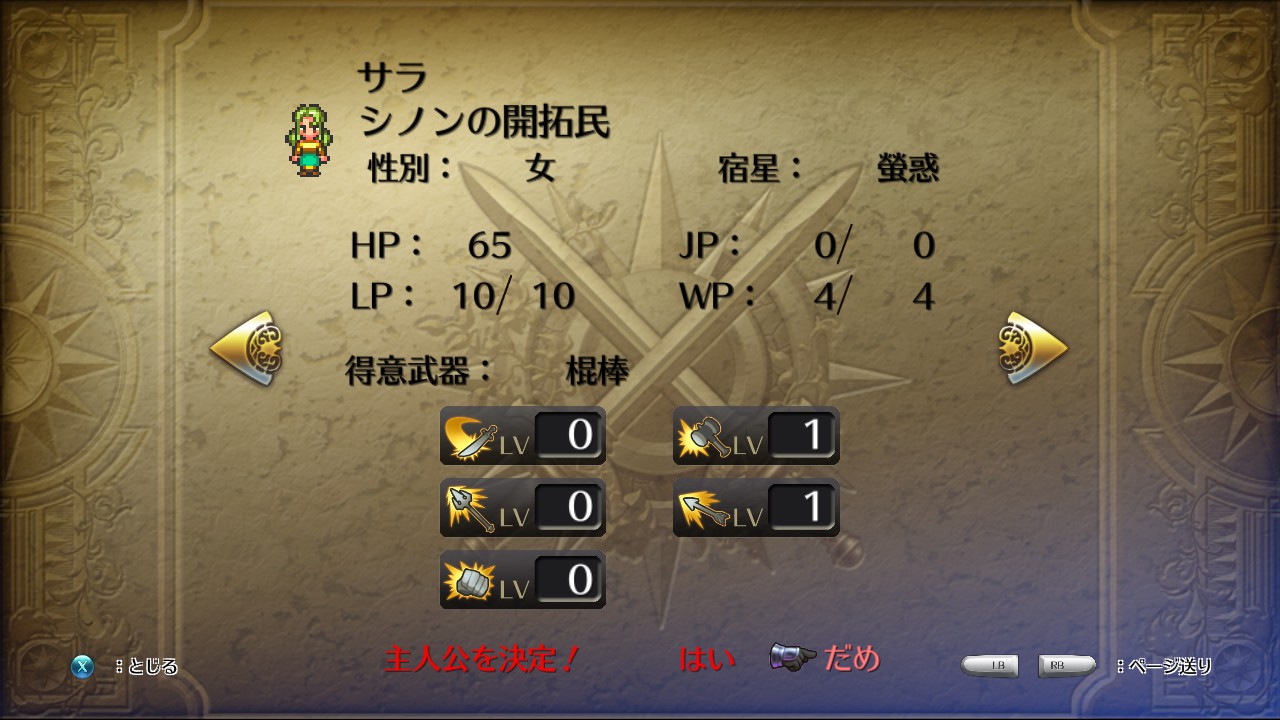 サラ
シノンの開拓民
性別： 女 宿星： 螢惑
HP： 65 JP： 0/ 0
LP： 10/ 10 WP： 4/ 4
得意武器： 棍棒
LV 0 LV 1
LV 0 LV 1
LV 0
主人公を決定！ はい だめ
X ：とじる LB RB ：ページ送り